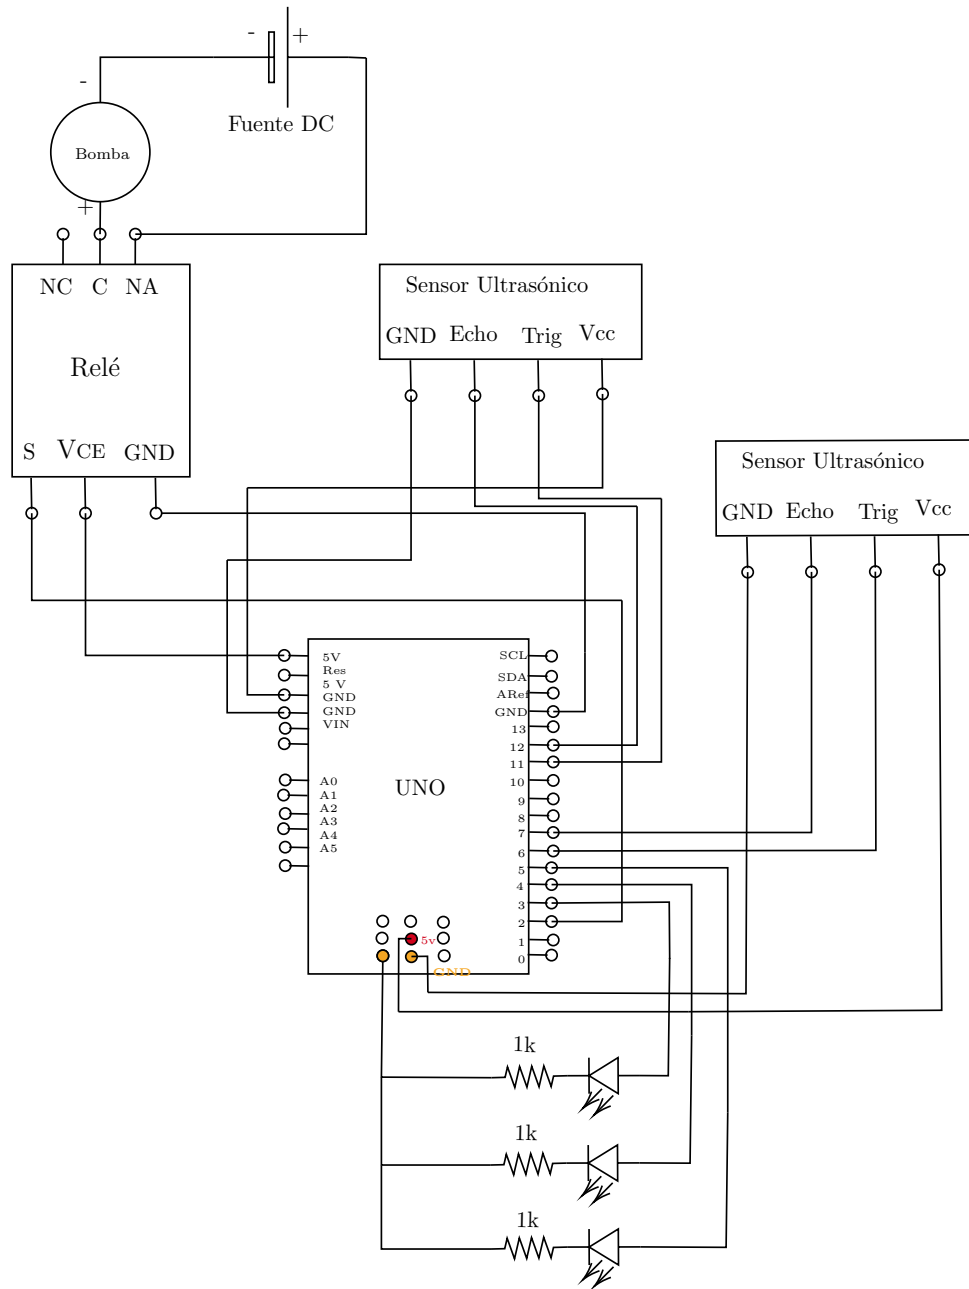 - +
Fuente DC
-
Bomba
+
NC C NA
Relé
S VCE GND
Sensor Ultrasónico
GND Echo Trig Vcc
Sensor Ultrasónico
GND Echo Trig Vcc
UNO
5V
Res
5 V
GND
GND
VIN
A0
A1
A2
A3
A4
A5
SCL
SDA
ARef
GND
13
12
11
10
9
8
7
6
5
4
3
2
1
0
5v
GND
1k
1k
1k